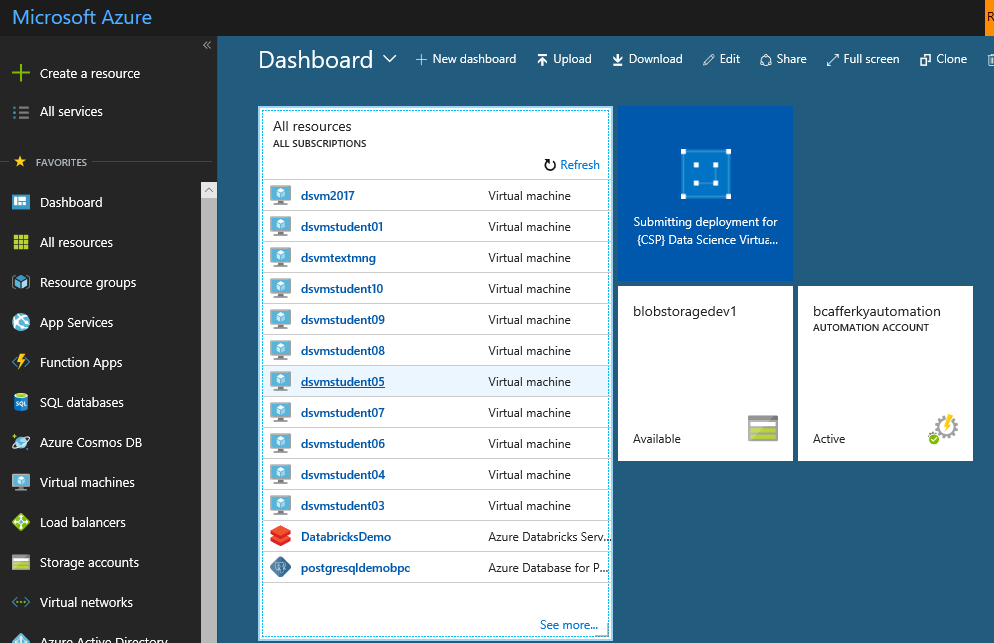 Microsoft Azure
R
«
Create a resource
All services
FAVORITES
Dashboard
All resources
Resource groups
App Services
Function Apps
SQL databases
Azure Cosmos DB
Virtual machines
Load balancers
Storage accounts
Virtual networks
Azure Active Directory
Dashboard
New dashboard
Upload
Download
Edit
Share
Full screen
Clone
All resources
ALL SUBSCRIPTIONS
Refresh
dsvm2017 Virtual machine
dsvmstudent01 Virtual machine
dsvmtextmng Virtual machine
dsvmstudent10 Virtual machine
dsvmstudent09 Virtual machine
dsvmstudent08 Virtual machine
dsvmstudent05 Virtual machine
dsvmstudent07 Virtual machine
dsvmstudent06 Virtual machine
dsvmstudent04 Virtual machine
dsvmstudent03 Virtual machine
DatabricksDemo Azure Databricks Serv...
postgresqldemobpc Azure Database for P...
See more...
Submitting deployment for
{CSP} Data Science Virtua...
blobstoragedev1
Available
bcafferkyautomation
AUTOMATION ACCOUNT
Active